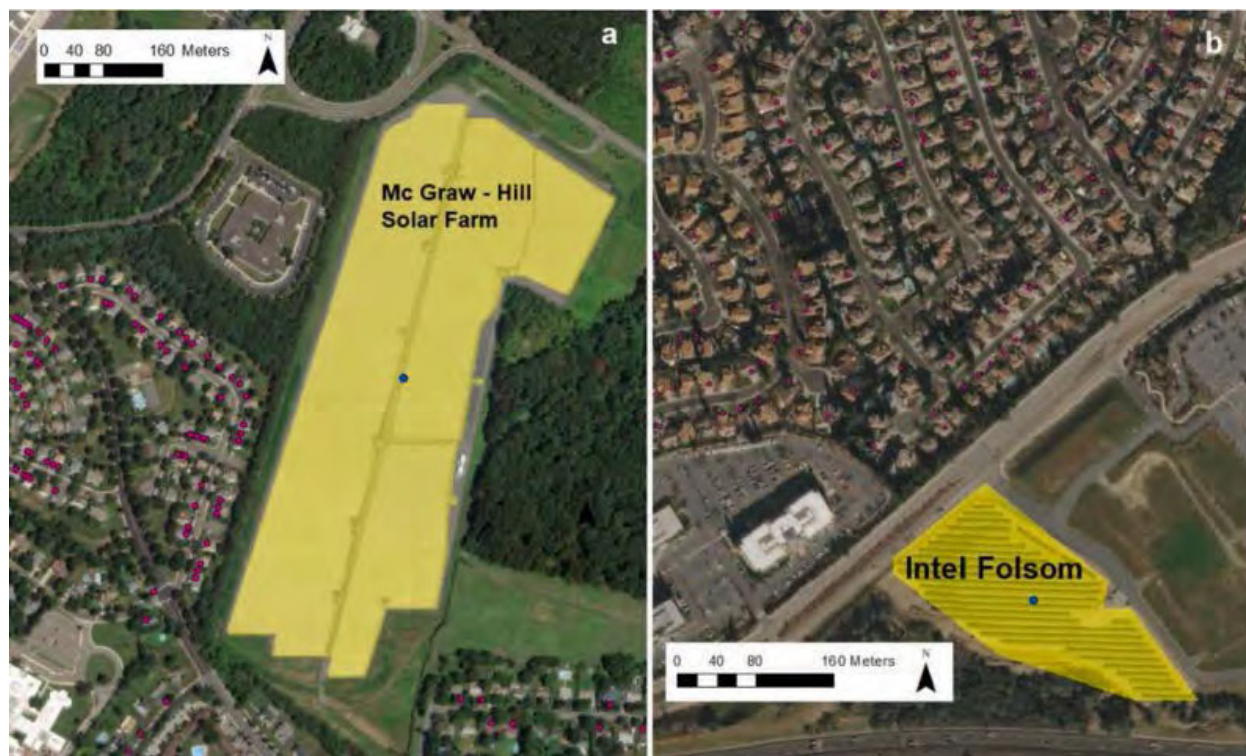 0 40 80 160 Meters
N
a
Mc Graw - Hill
Solar Farm
b
Intel Folsom
0 40 80 160 Meters
N